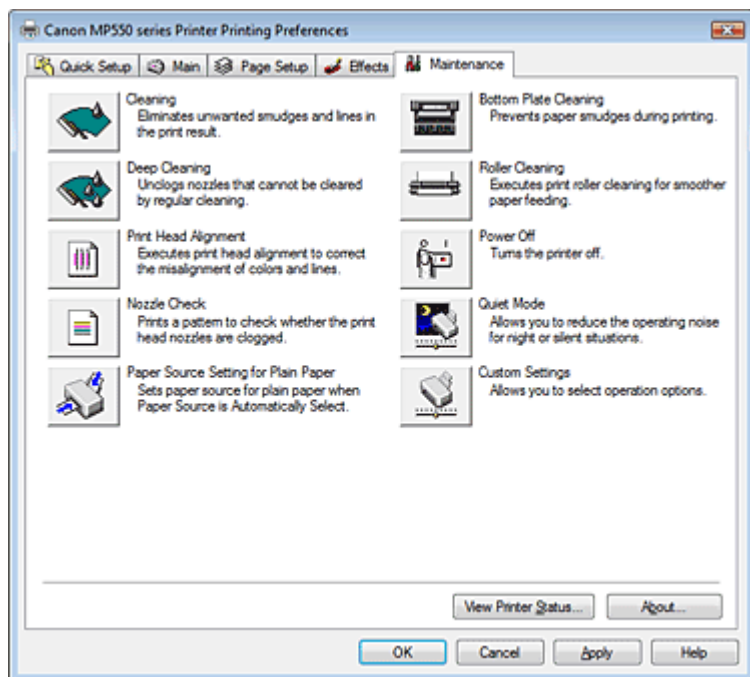 Canon MP550 series Printer Printing Preferences
Quick Setup Main Page Setup Effects Maintenance
Cleaning
Eliminates unwanted smudges and lines in
the print result.
Deep Cleaning
Unclogs nozzles that cannot be cleared
by regular cleaning.
Print Head Alignment
Executes print head alignment to correct
the misalignment of colors and lines.
Nozzle Check
Prints a pattern to check whether the print
head nozzles are clogged.
Paper Source Setting for Plain Paper
Sets paper source for plain paper when
Paper Source is Automatically Select.
Bottom Plate Cleaning
Prevents paper smudges during printing.
Roller Cleaning
Executes print roller cleaning for smoother
paper feeding.
Power Off
Turns the printer off.
Quiet Mode
Allows you to reduce the operating noise
for night or silent situations.
Custom Settings
Allows you to select operation options.
View Printer Status... About...
OK Cancel Apply Help